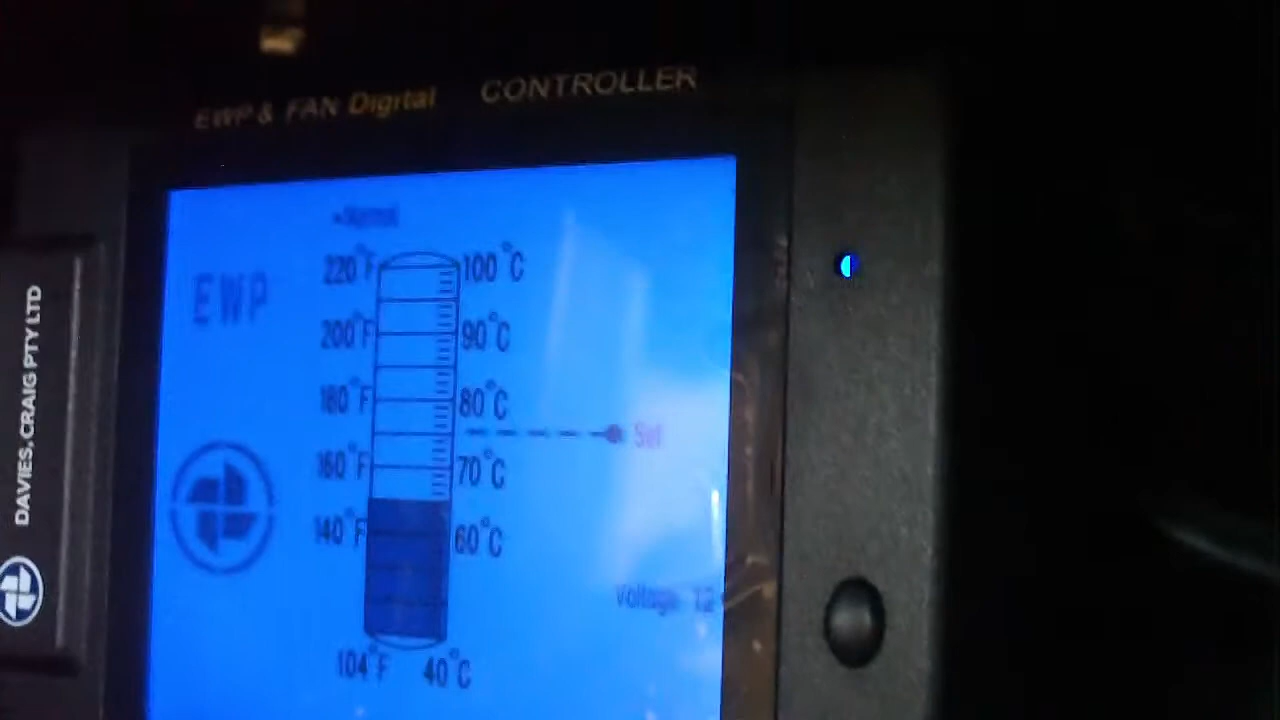 EWP & FAN Digital CONTROLLER
Normal
EWP
220°F 100°C
200°F 90°C
180°F 80°C
Set
160°F 70°C
140°F 60°C
Voltage 12
104°F 40°C
DAVIES, CRAIG PTY LTD